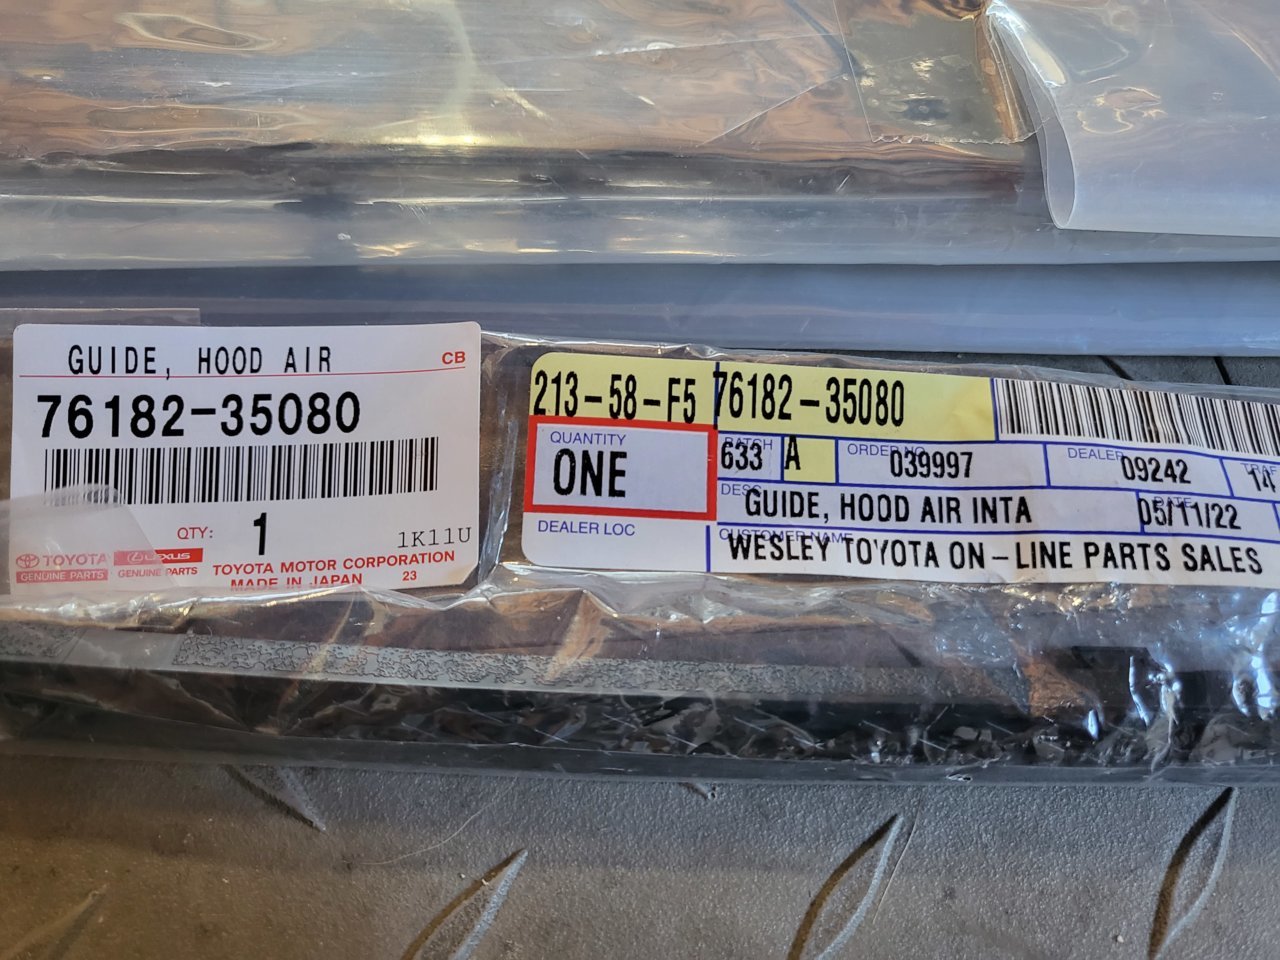 GUIDE, HOOD AIR
CB
76182-35080
QTY: 1
1K11U
TOYOTA
GENUINE PARTS
LEXUS
GENUINE PARTS
TOYOTA MOTOR CORPORATION
MADE IN JAPAN 23
213-58-F5 76182-35080
QUANTITY
ONE
BATCH
633 A
ORDER NO.
039997
DEALER
09242
DESC
GUIDE, HOOD AIR INTA
DATE
05/11/22
DEALER LOC
CUSTOMER NAME
WESLEY TOYOTA ON-LINE PARTS SALES